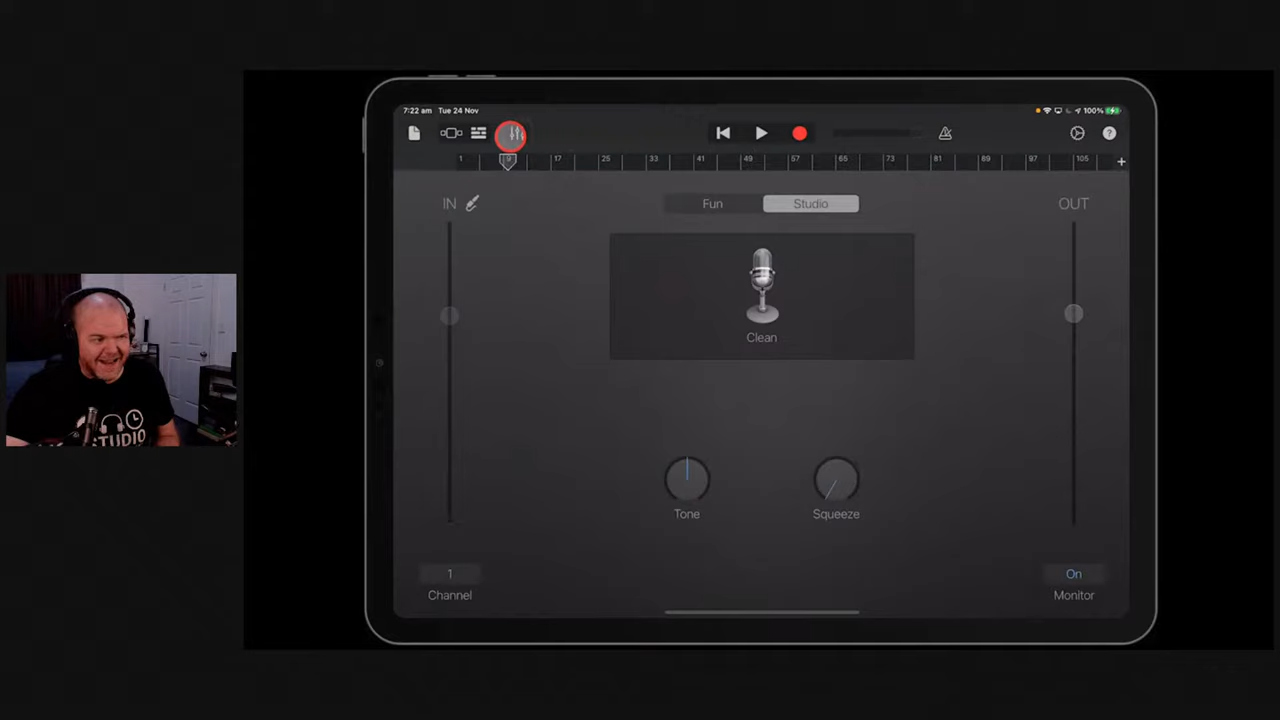 7:22 am Tue 24 Nov
100%
1 9 17 25 33 41 49 57 65 73 81 89 97 105 +
IN
Fun
Studio
OUT
Clean
Tone
Squeeze
1
Channel
On
Monitor
STUDIO